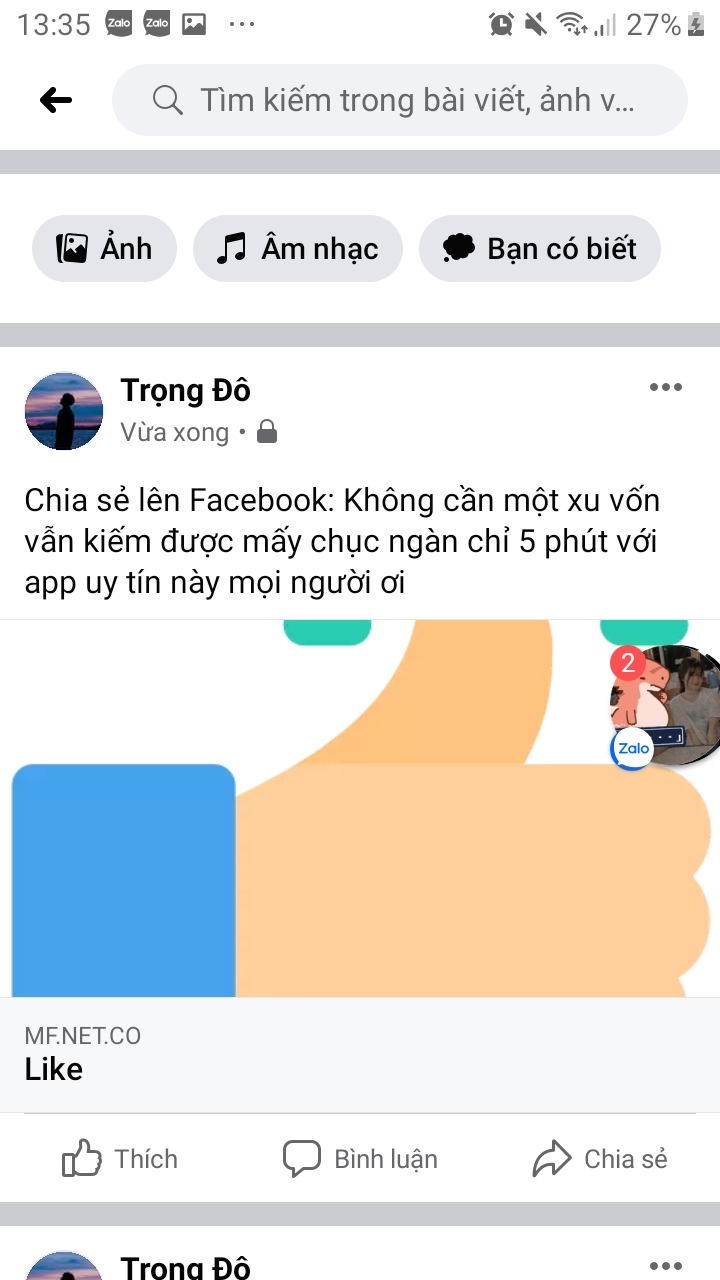 13:35 Zalo Zalo ... 27%
Tìm kiếm trong bài viết, ảnh v...
Ảnh Âm nhạc Bạn có biết
Trọng Đô
Vừa xong •
Chia sẻ lên Facebook: Không cần một xu vốn
vẫn kiếm được mấy chục ngàn chỉ 5 phút với
app uy tín này mọi người ơi
2
Zalo
MF.NET.CO
Like
Thích Bình luận Chia sẻ
Trọng Đô